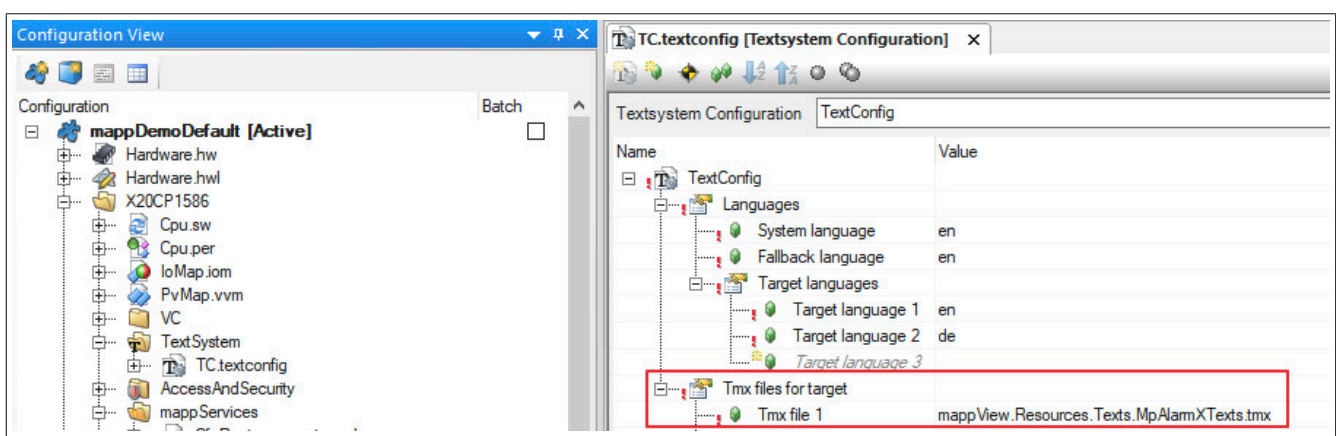 Configuration View
Configuration Batch
mappDemoDefault [Active]
Hardware.hw
Hardware.hwl
X20CP1586
Cpu.sw
Cpu.per
IoMap.iom
PvMap.vvm
VC
TextSystem
TC.textconfig
AccessAndSecurity
mappServices
TC.textconfig [Textsystem Configuration] X
Textsystem Configuration TextConfig
Name Value
TextConfig
Languages
System language en
Fallback language en
Target languages
Target language 1 en
Target language 2 de
Target language 3
Tmx files for target
Tmx file 1 mappView.Resources.Texts.MpAlarmXTexts.tmx